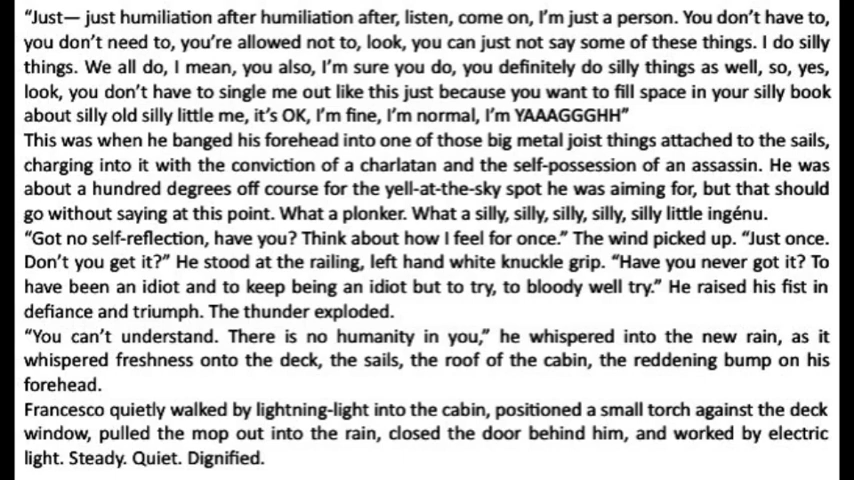 “Just— just humiliation after humiliation after, listen, come on, I’m just a person. You don’t have to,
you don’t need to, you’re allowed not to, look, you can just not say some of these things. I do silly
things. We all do, I mean, you also, I’m sure you do, you definitely do silly things as well, so, yes,
look, you don’t have to single me out like this just because you want to fill space in your silly book
about silly old silly little me, it’s OK, I’m fine, I’m normal, I’m YAAAGGGHH”
This was when he banged his forehead into one of those big metal joist things attached to the sails,
charging into it with the conviction of a charlatan and the self-possession of an assassin. He was
about a hundred degrees off course for the yell-at-the-sky spot he was aiming for, but that should
go without saying at this point. What a plonker. What a silly, silly, silly, silly, silly little ingénu.
“Got no self-reflection, have you? Think about how I feel for once.” The wind picked up. “Just once.
Don’t you get it?” He stood at the railing, left hand white knuckle grip. “Have you never got it? To
have been an idiot and to keep being an idiot but to try, to bloody well try.” He raised his fist in
defiance and triumph. The thunder exploded.
“You can’t understand. There is no humanity in you,” he whispered into the new rain, as it
whispered freshness onto the deck, the sails, the roof of the cabin, the reddening bump on his
forehead.
Francesco quietly walked by lightning-light into the cabin, positioned a small torch against the deck
window, pulled the mop out into the rain, closed the door behind him, and worked by electric
light. Steady. Quiet. Dignified.